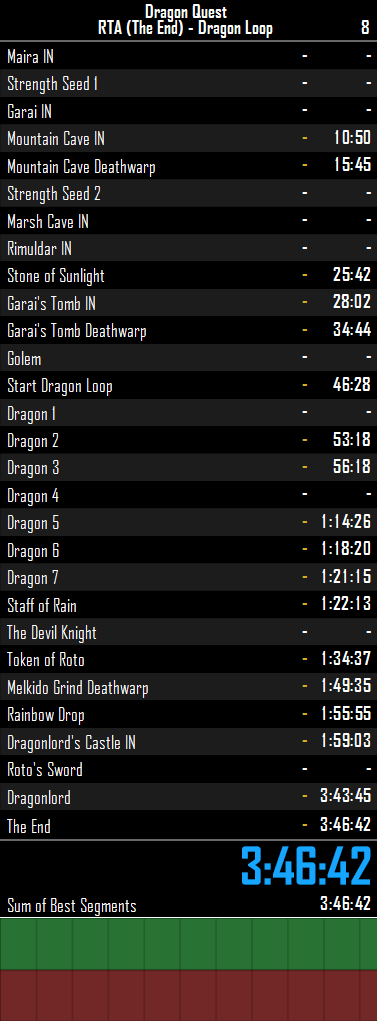 Dragon Quest
RTA (The End) - Dragon Loop 8
Maira IN - -
Strength Seed 1 - -
Garai IN - -
Mountain Cave IN - 10:50
Mountain Cave Deathwarp - 15:45
Strength Seed 2 - -
Marsh Cave IN - -
Rimuldar IN - -
Stone of Sunlight - 25:42
Garai's Tomb IN - 28:02
Garai's Tomb Deathwarp - 34:44
Golem - -
Start Dragon Loop - 46:28
Dragon 1 - -
Dragon 2 - 53:18
Dragon 3 - 56:18
Dragon 4 - -
Dragon 5 - 1:14:26
Dragon 6 - 1:18:20
Dragon 7 - 1:21:15
Staff of Rain - 1:22:13
The Devil Knight - -
Token of Roto - 1:34:37
Melkido Grind Deathwarp - 1:49:35
Rainbow Drop - 1:55:55
Dragonlord's Castle IN - 1:59:03
Roto's Sword - -
Dragonlord - 3:43:45
The End - 3:46:42
3:46:42
Sum of Best Segments 3:46:42